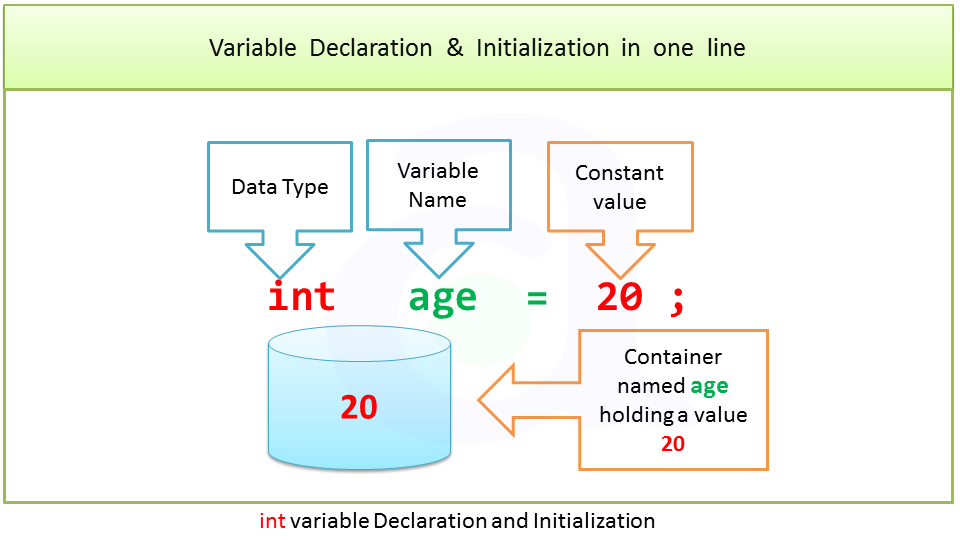 Variable Declaration & Initialization in one line
Data Type
Variable
Name
Constant
value
int age = 20 ;
20
Container
named age
holding a value
20
int variable Declaration and Initialization